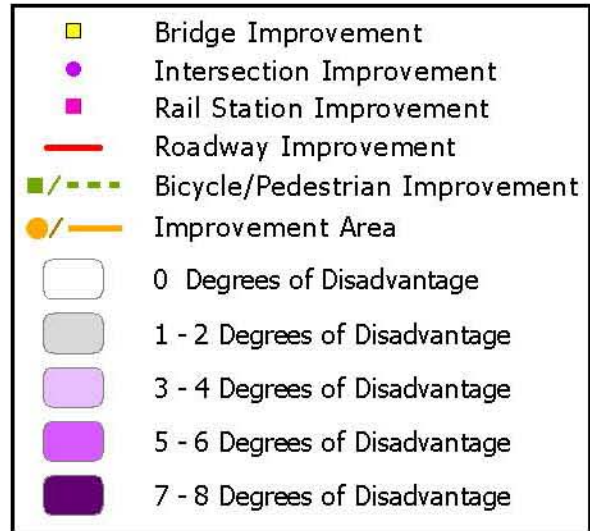 Bridge Improvement
Intersection Improvement
Rail Station Improvement
Roadway Improvement
Bicycle/Pedestrian Improvement
Improvement Area
0 Degrees of Disadvantage
1 - 2 Degrees of Disadvantage
3 - 4 Degrees of Disadvantage
5 - 6 Degrees of Disadvantage
7 - 8 Degrees of Disadvantage